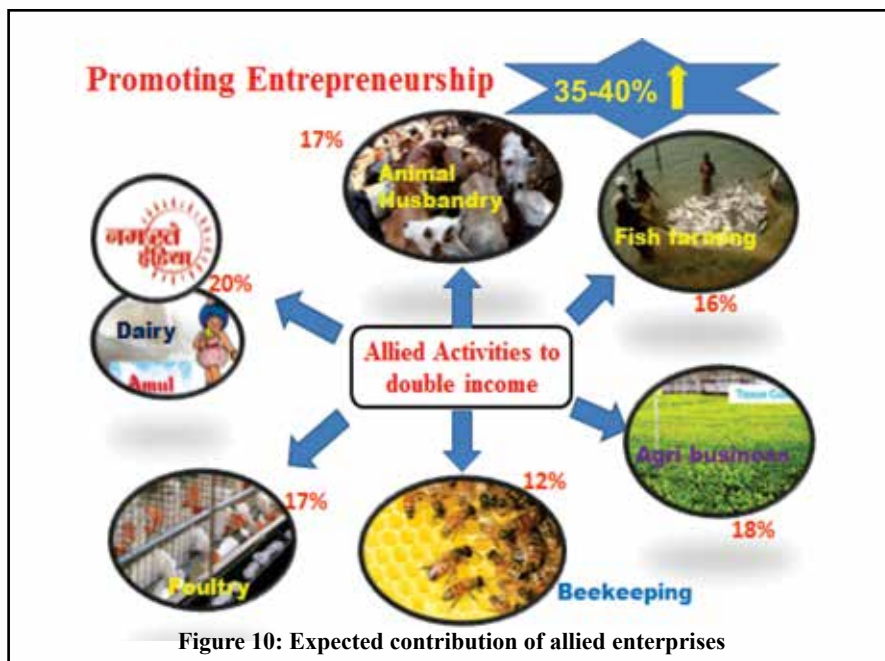 Promoting Entrepreneurship
35-40%
17%
Animal
Husbandry
Fish farming
16%
नमस्ते
इंडिया
20%
Dairy
Amul
Allied Activities to
double income
Agri business
18%
Poultry
17%
12%
Beekeeping
Figure 10: Expected contribution of allied enterprises